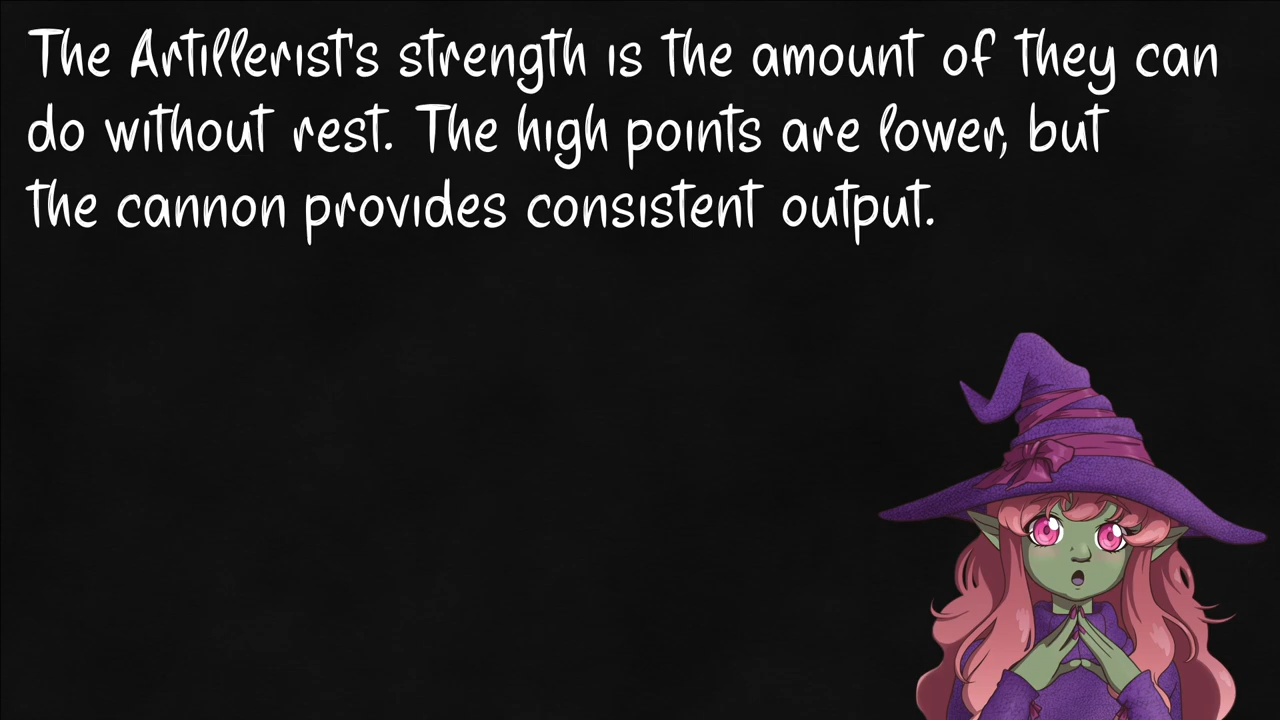 The Artillerist's strength is the amount of they can
do without rest. The high points are lower, but
the cannon provides consistent output.